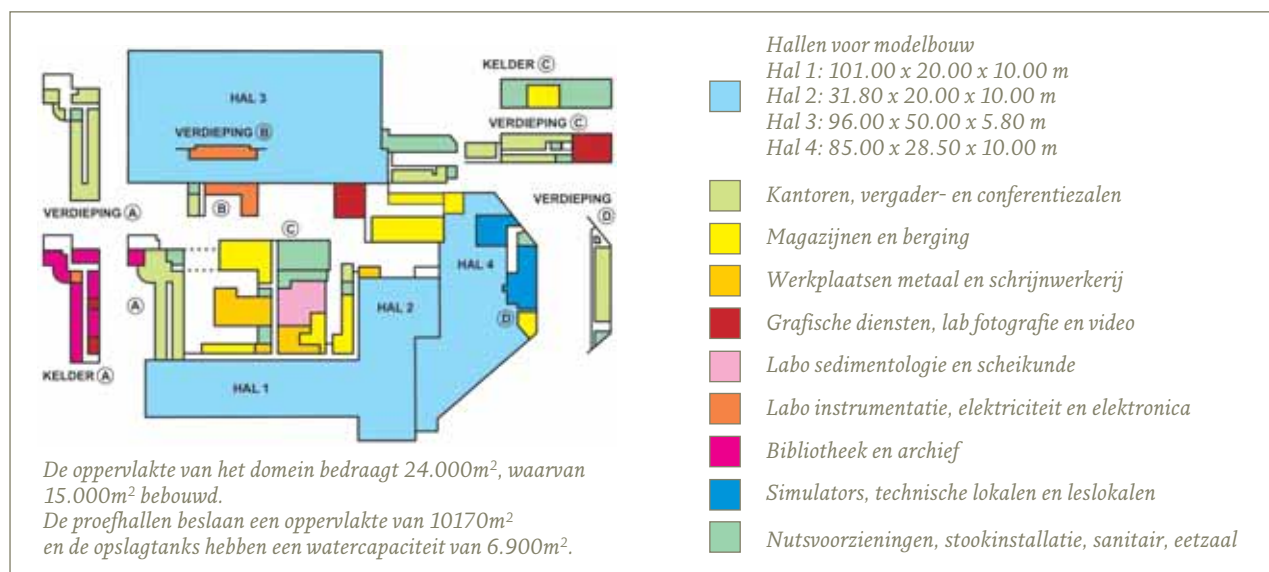 HAL 3
VERDIEPING B
KELDER C
VERDIEPING C
VERDIEPING A
B
C
VERDIEPING
D
HAL 4
A
HAL 2
D
KELDER A
HAL 1
De oppervlakte van het domein bedraagt 24.000m², waarvan
15.000m² bebouwd.
De proefhallen beslaan een oppervlakte van 10170m²
en de opslagtanks hebben een watercapaciteit van 6.900m².
Hallen voor modelbouw
Hal 1: 101.00 x 20.00 x 10.00 m
Hal 2: 31.80 x 20.00 x 10.00 m
Hal 3: 96.00 x 50.00 x 5.80 m
Hal 4: 85.00 x 28.50 x 10.00 m
Kantoren, vergader- en conferentiezalen
Magazijnen en berging
Werkplaatsen metaal en schrijnwerkerij
Grafische diensten, lab fotografie en video
Labo sedimentologie en scheikunde
Labo instrumentatie, elektriciteit en elektronica
Bibliotheek en archief
Simulators, technische lokalen en leslokalen
Nutsvoorzieningen, stookinstallatie, sanitair, eetzaal